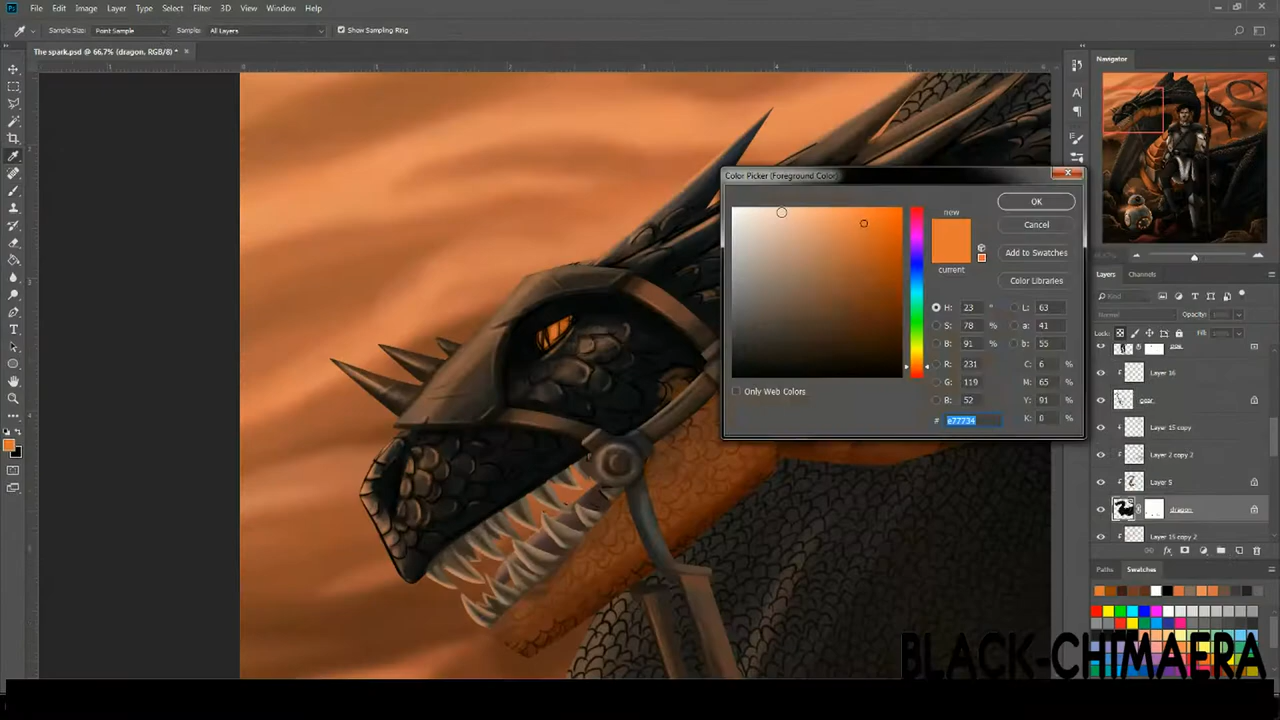 Ps File Edit Image Layer Type Select Filter 3D View Window Help
Sample Size: Point Sample Sample: All Layers Show Sampling Ring
The spark.psd @ 66,7% (dragon, RGB/8) *
Navigator
Color Picker (Foreground Color)
new
current
OK
Cancel
Add to Swatches
Color Libraries
H: 23 ° L: 63
S: 78 % a: 41
B: 91 % b: 55
R: 231 C: 6 %
G: 119 M: 65 %
B: 52 Y: 91 %
# e77734 K: 0 %
Only Web Colors
Layers Channels
Kind
Normal Opacity:
Lock: Fill:
Layer 16
gear
Layer 15 copy
Layer 2 copy 2
Layer 5
dragon
Layer 15 copy 2
Paths Swatches
BLACK-CHIMAERA